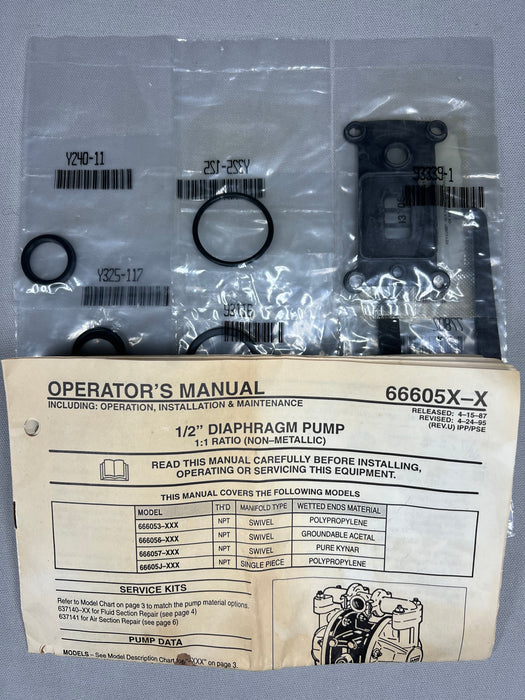 Y240-11
Y325-121
93339-1
Y325-117
OPERATOR'S MANUAL
66605X–X
INCLUDING: OPERATION, INSTALLATION & MAINTENANCE
RELEASED: 4–15–87
REVISED: 4–24–95
(REV.U) IPP/PSE
1/2” DIAPHRAGM PUMP
1:1 RATIO (NON–METALLIC)
READ THIS MANUAL CAREFULLY BEFORE INSTALLING,
OPERATING OR SERVICING THIS EQUIPMENT.
THIS MANUAL COVERS THE FOLLOWING MODELS
MODEL TH'D MANIFOLD TYPE WETTED ENDS MATERIAL
666053–XXX NPT SWIVEL POLYPROPYLENE
666056–XXX NPT SWIVEL GROUNDABLE ACETAL
666057–XXX NPT SWIVEL PURE KYNAR
66605J–XXX NPT SINGLE PIECE POLYPROPYLENE
SERVICE KITS
Refer to Model Chart on page 3 to match the pump material options.
637140–XX for Fluid Section Repair (see page 4)
637141 for Air Section Repair (see page 6)
PUMP DATA
MODELS – See Model Description Chart for "–XXX" on page 3.